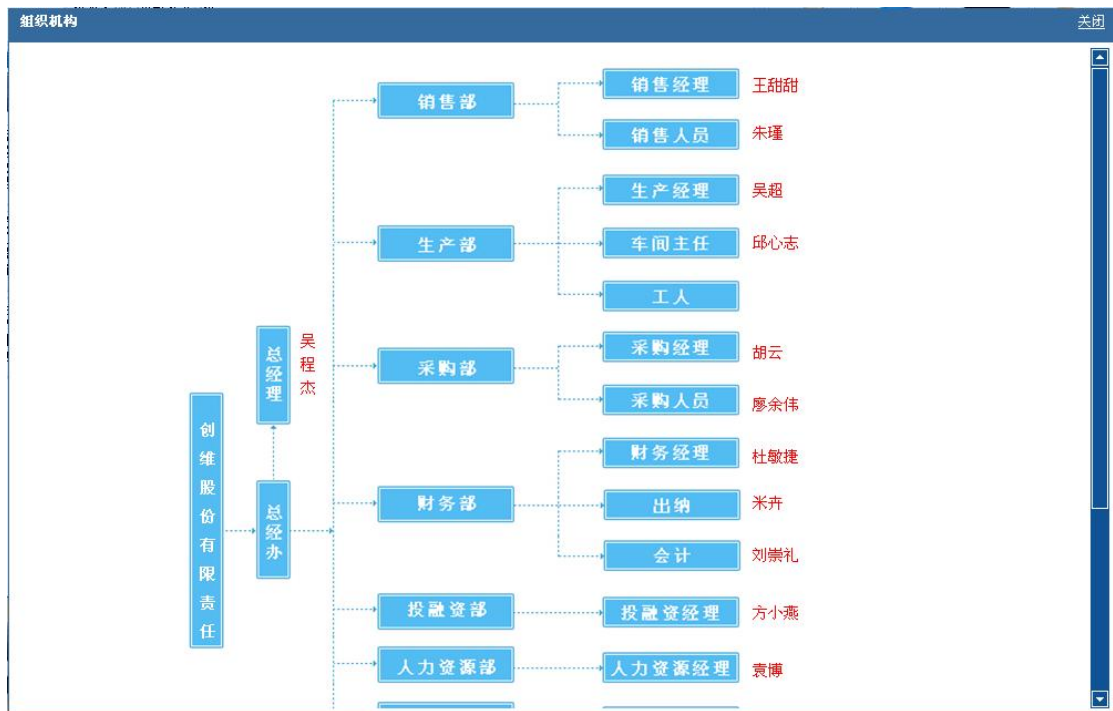 组织机构
关闭
销售部
销售经理
王甜甜
销售人员
朱瑾
生产部
生产经理
吴超
车间主任
邱心志
工人
总经理
吴程杰
采购部
采购经理
胡云
采购人员
廖余伟
创维股份有限责任
总经办
财务部
财务经理
杜敏捷
出纳
米卉
会计
刘崇礼
投融资部
投融资经理
方小燕
人力资源部
人力资源经理
袁博